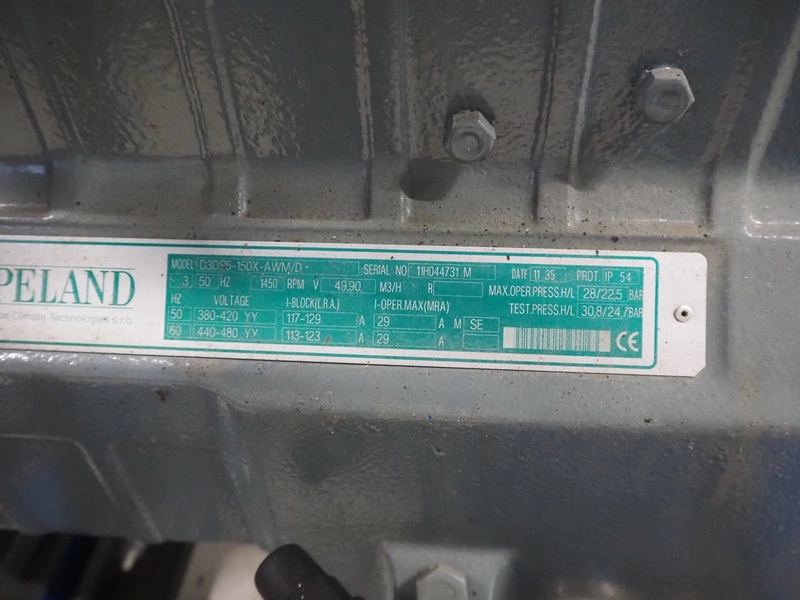 PELAND
on Climate Technologies s.r.o.
MODEL D3DS5-150X-AWM/D - SERIAL NO 11H044731 M DATE 11 35 PROT. IP 54
3 50 HZ 1450 RPM V 49,90 M3/H R MAX.OPER.PRESS.H/L 28/22,5 BAR
VOLTAGE I-BLOCK(L.R.A.) I-OPER.MAX(MRA) TEST.PRESS.H/L 30,8/24,7 BAR
50 380-420 YY 117-129 A 29 A M SE
60 440-480 YY 113-123 A 29 A CE